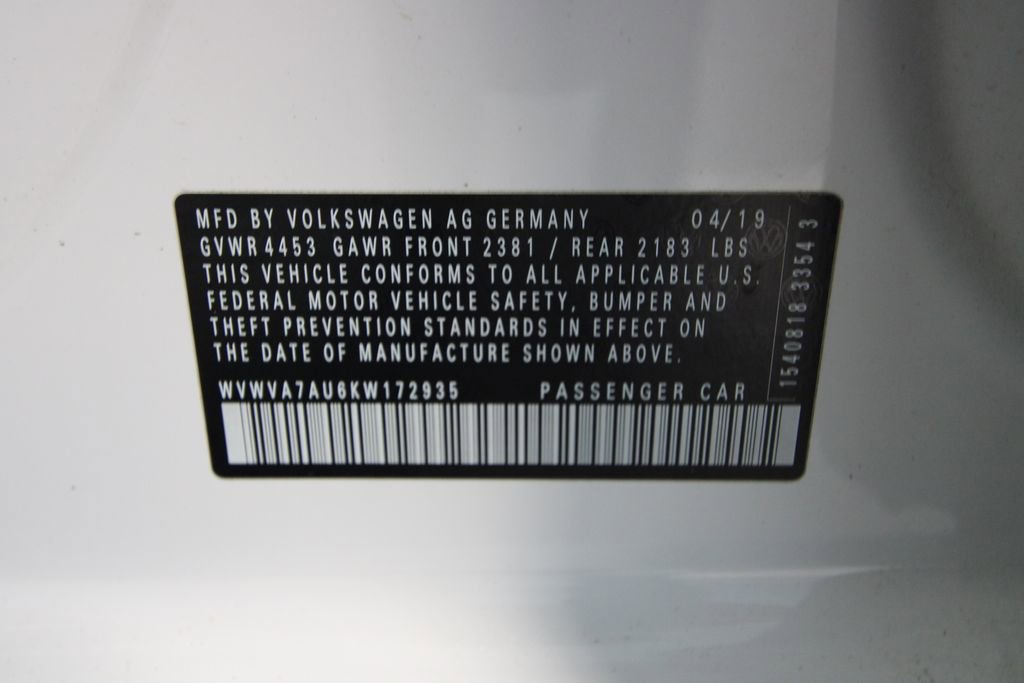 MFD BY VOLKSWAGEN AG GERMANY 04/19
GVWR 4453 GAWR FRONT 2381 / REAR 2183 LBS
THIS VEHICLE CONFORMS TO ALL APPLICABLE U.S.
FEDERAL MOTOR VEHICLE SAFETY, BUMPER AND
THEFT PREVENTION STANDARDS IN EFFECT ON
THE DATE OF MANUFACTURE SHOWN ABOVE.
WVWVA7AU6KW172935 PASSENGER CAR
1540818 3354 3